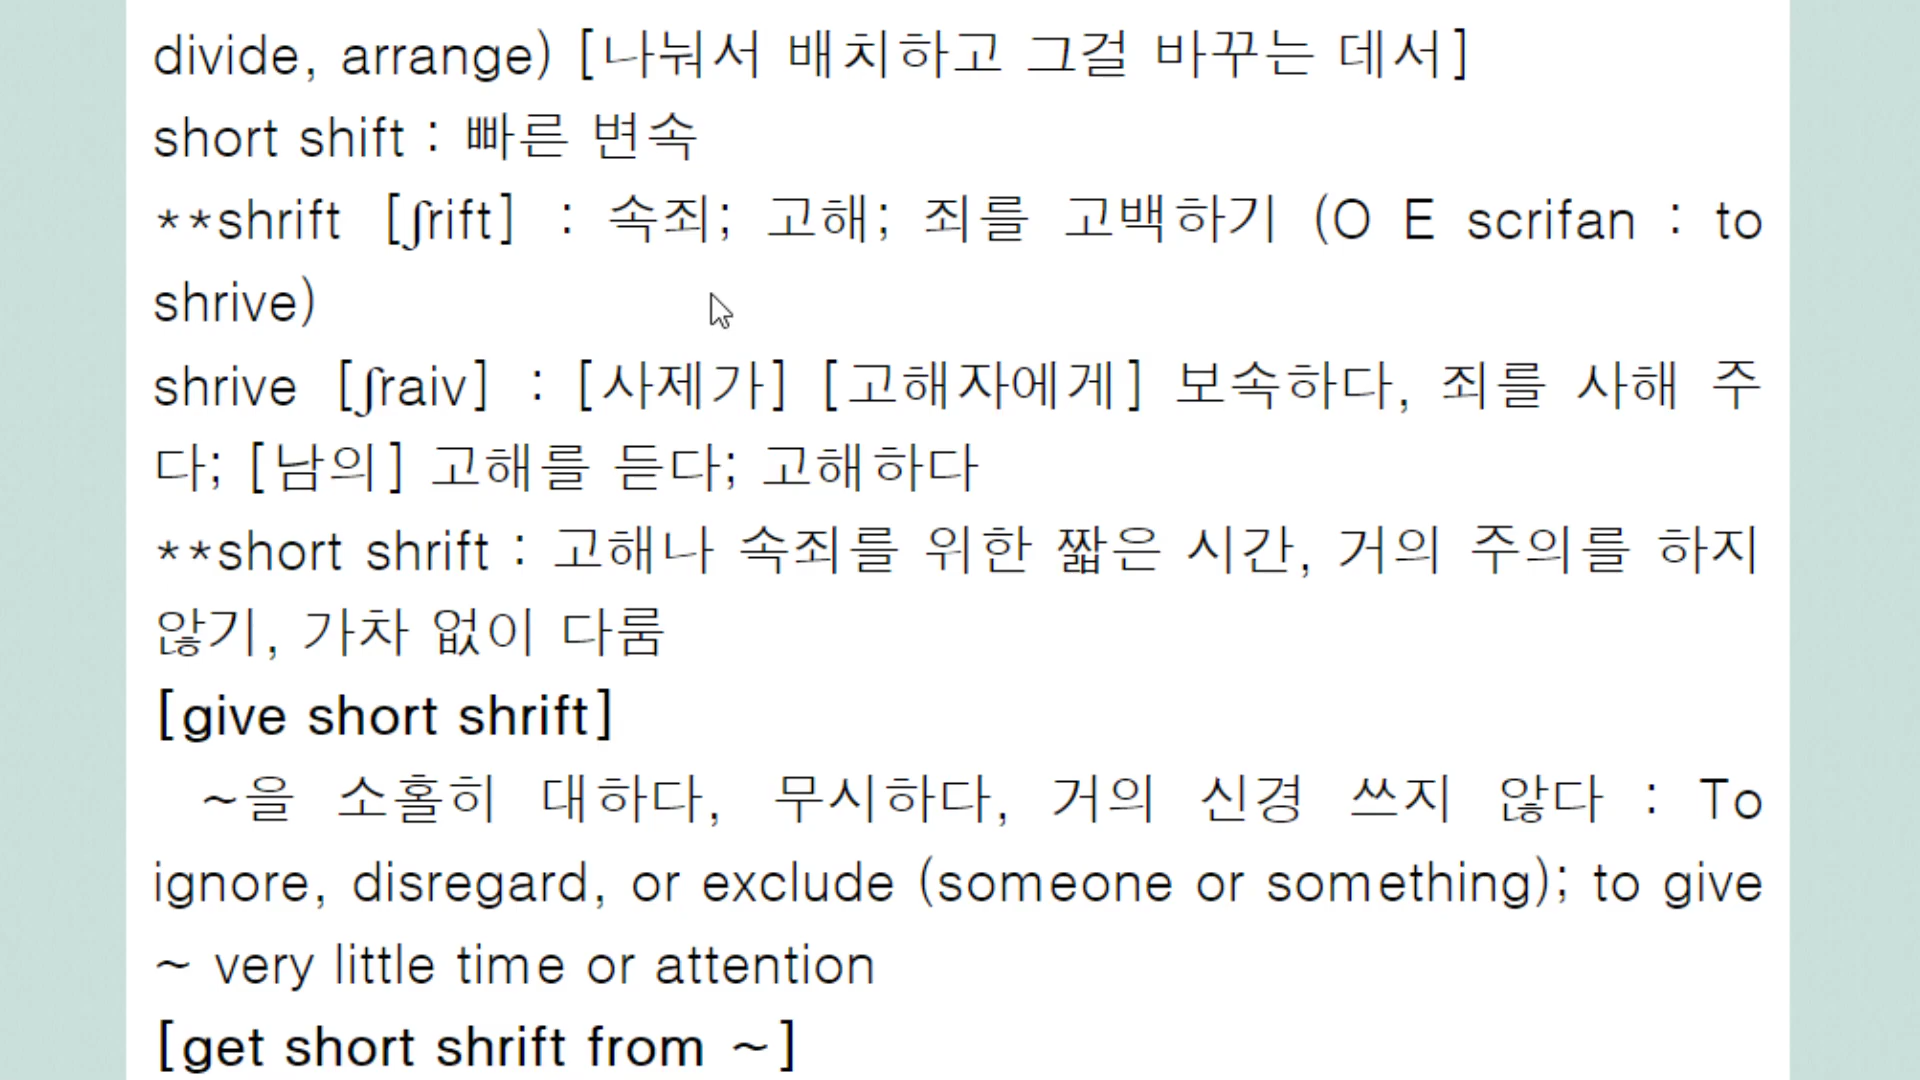 divide, arrange) [나눠서 배치하고 그걸 바꾸는 데서]
short shift : 빠른 변속
**shrift [ʃrift] : 속죄; 고해; 죄를 고백하기 (O E scrifan : to
shrive)
shrive [ʃraiv] : [사제가] [고해자에게] 보속하다, 죄를 사해 주
다; [남의] 고해를 듣다; 고해하다
**short shrift : 고해나 속죄를 위한 짧은 시간, 거의 주의를 하지
않기, 가차 없이 다룸
[give short shrift]
~을 소홀히 대하다, 무시하다, 거의 신경 쓰지 않다 : To
ignore, disregard, or exclude (someone or something); to give
~ very little time or attention
[get short shrift from ~]